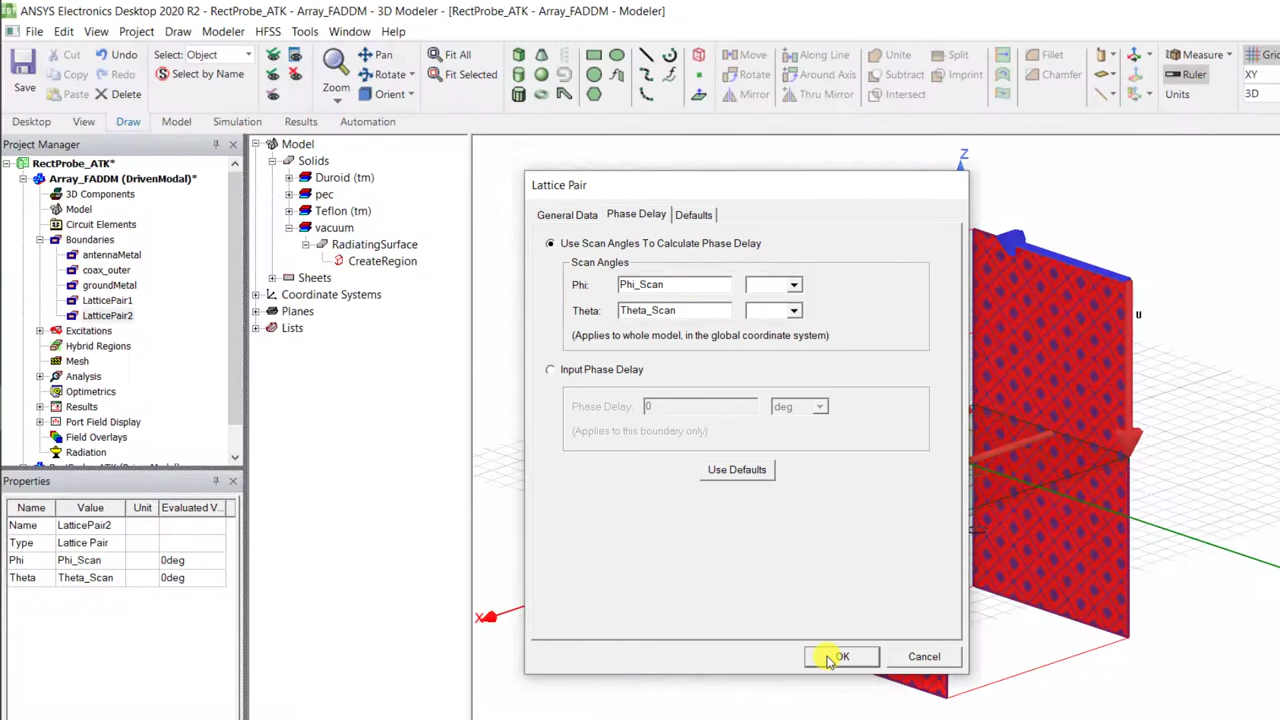 ANSYS Electronics Desktop 2020 R2 - RectProbe_ATK - Array_FADDM - 3D Modeler - [RectProbe_ATK - Array_FADDM - Modeler]
File Edit View Project Draw Modeler HFSS Tools Window Help
Save Cut Undo Select: Object Pan Fit All Move Along Line Unite Split Fillet Measure Grid
Copy Redo Select by Name Zoom Rotate Fit Selected Rotate Around Axis Subtract Imprint Chamfer Ruler XY
Paste Delete Orient Mirror Thru Mirror Intersect Units 3D
Desktop View Draw Model Simulation Results Automation
Project Manager
RectProbe_ATK*
Array_FADDM (DrivenModal)*
3D Components
Model
Circuit Elements
Boundaries
antennaMetal
coax_outer
groundMetal
LatticePair1
LatticePair2
Excitations
Hybrid Regions
Mesh
Analysis
Optimetrics
Results
Port Field Display
Field Overlays
Radiation
Model
Solids
Duroid (tm)
pec
Teflon (tm)
vacuum
RadiatingSurface
CreateRegion
Sheets
Coordinate Systems
Planes
Lists
Properties
Name Value Unit Evaluated V...
Name LatticePair2
Type Lattice Pair
Phi Phi_Scan 0deg
Theta Theta_Scan 0deg
Lattice Pair
General Data Phase Delay Defaults
Use Scan Angles To Calculate Phase Delay
Scan Angles
Phi: Phi_Scan
Theta: Theta_Scan
(Applies to whole model, in the global coordinate system)
Input Phase Delay
Phase Delay: 0 deg
(Applies to this boundary only)
Use Defaults
OK Cancel
Z
U
X